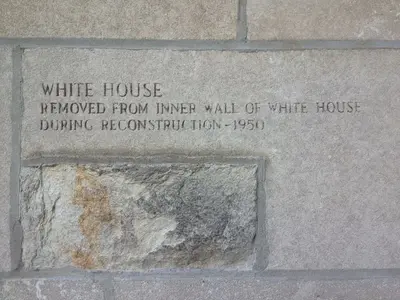 WHITE HOUSE
REMOVED FROM INNER WALL OF WHITE HOUSE
DURING RECONSTRUCTION-1950